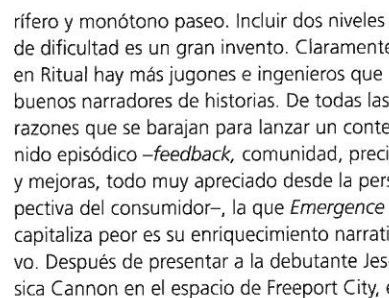 rífero y monótono paseo. Incluir dos niveles
de dificultad es un gran invento. Claramente
en Ritual hay más jugones e ingenieros que
buenos narradores de historias. De todas las
razones que se barajan para lanzar un conte
nido episódico –feedback, comunidad, preci
y mejoras, todo muy apreciado desde la pers
pectiva del consumidor–, la que Emergence
capitaliza peor es su enriquecimiento narrati
vo. Después de presentar a la debutante Jes
sica Cannon en el espacio de Freeport City, e